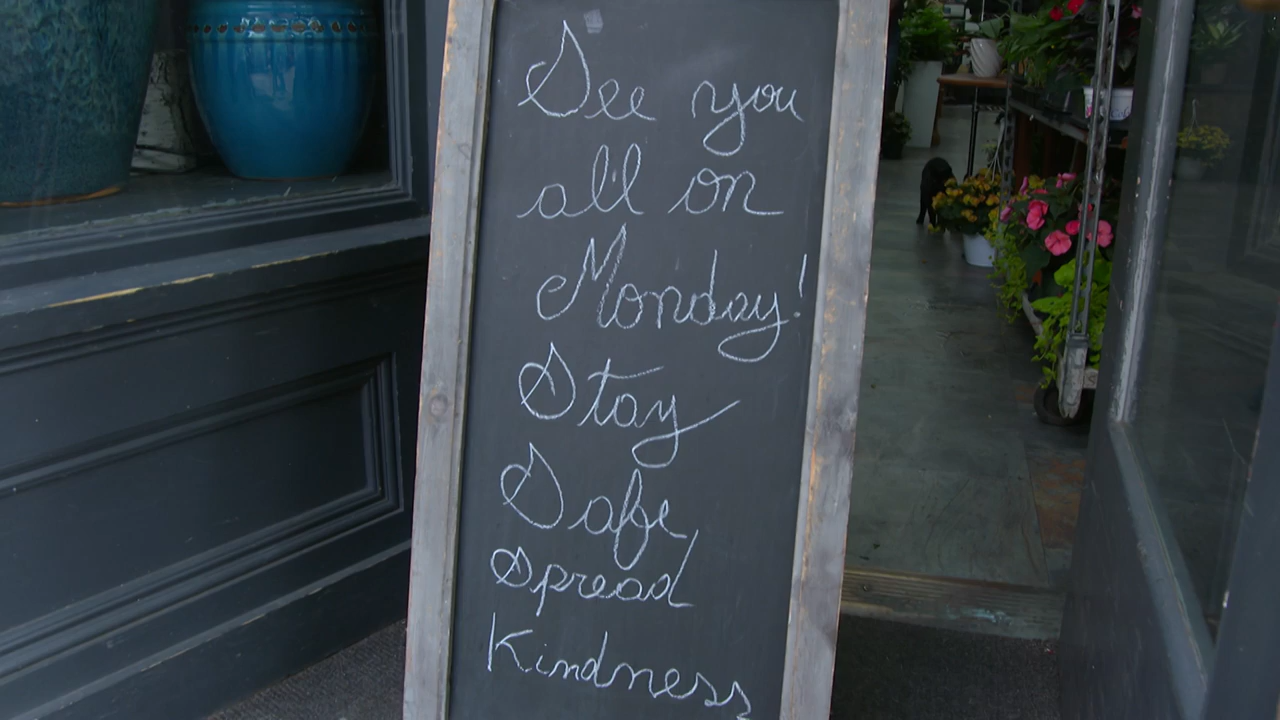 See you
all on
Monday!
Stay
Safe
Spread
Kindness